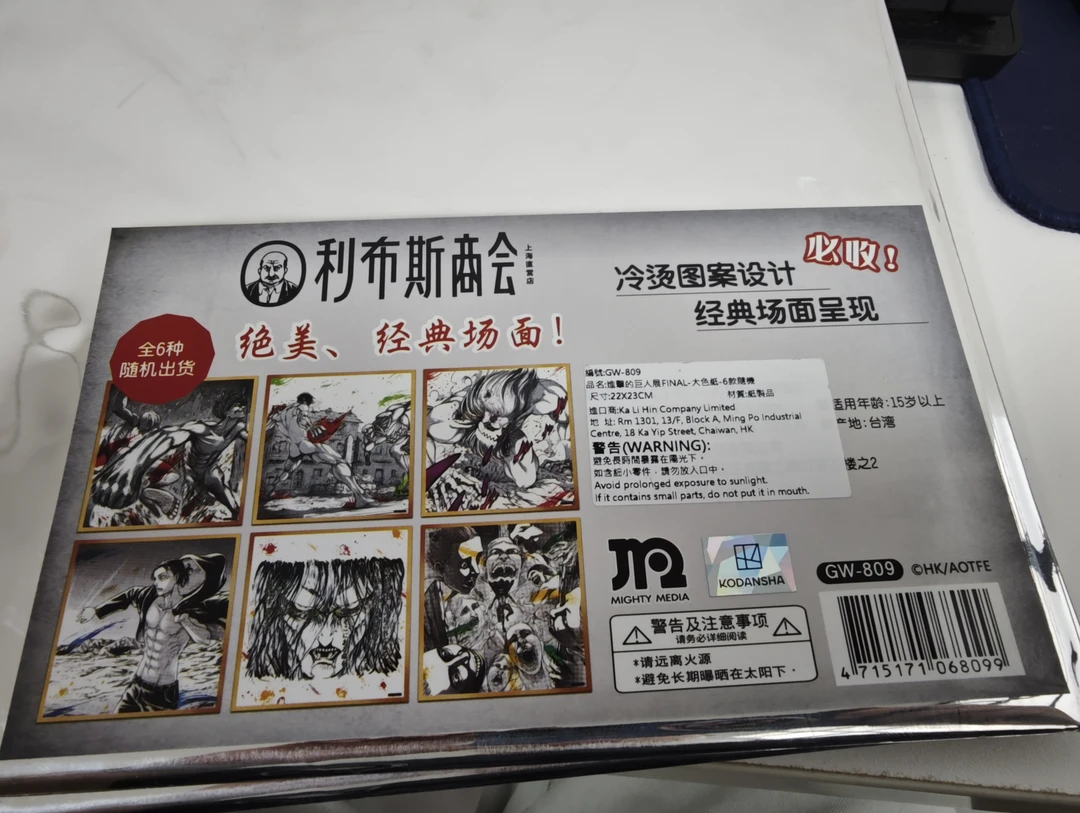 利布斯商会
上海直营店
必收！
冷烫图案设计
经典场面呈现
绝美、经典场面！
全6种
随机出货
編號:GW-809
品名:進擊的巨人展FINAL-大色紙-6款隨機
尺寸:22X23CM 材質:紙製品
進口商:Ka Li Hin Company Limited
地 址: Rm 1301, 13/F, Block A, Ming Po Industrial
Centre, 18 Ka Yip Street, Chaiwan, HK
警告(WARNING):
避免長時間暴露在陽光下。
如含細小零件，請勿放入口中。
Avoid prolonged exposure to sunlight.
If it contains small parts, do not put it in mouth.
适用年龄:15岁以上
产地:台湾
楼之2
MIGHTY MEDIA
KODANSHA
GW-809 ©HK/AOTFE
警告及注意事项
请务必详细阅读
*请远离火源
*避免长期曝晒在太阳下。
4 715171 068099